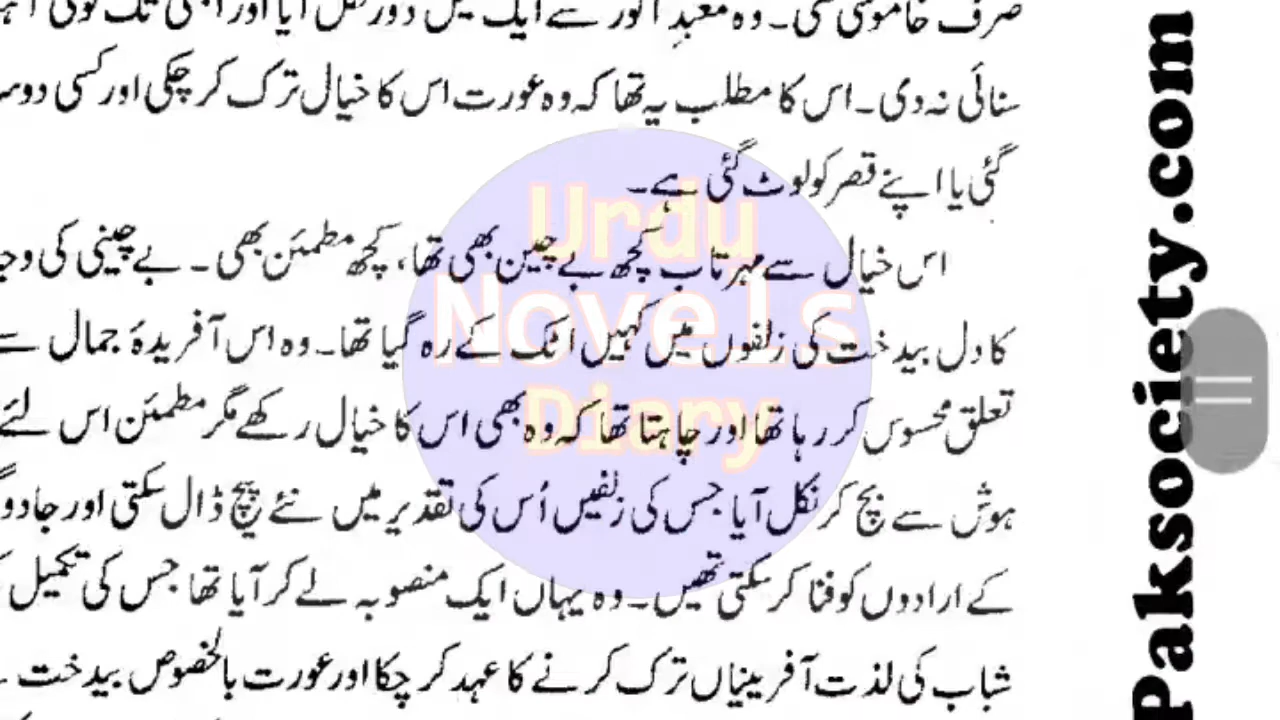 صرف خاموشی تھی۔ وہ معبدِ آتور سے ایک میل دور نکل آیا اور ابھی تک کوئی
سنائی نہ دی۔ اس کا مطلب یہ تھا کہ وہ عورت اس کا خیال ترک کر چکی اور کسی
گئی یا اپنے قصر کو لوٹ گئی ہے۔
اس خیال سے مہرتاب کچھ بے چین بھی تھا، کچھ مطمئن بھی۔ بے چینی کی
کا دل بیدخت کی زلفوں میں کہیں اٹک کے رہ گیا تھا۔ وہ اس آفریدۂ جمال سے
تعلق محسوس کر رہا تھا اور چاہتا تھا کہ وہ بھی اس کا خیال رکھے مگر مطمئن اس لئے
ہوش سے بچ کر نکل آیا جس کی زلفیں اُس کی تقدیر میں نئے پیچ ڈال سکتی اور
کے ارادوں کو فنا کر سکتی تھیں۔ وہ یہاں ایک منصوبہ لے کر آیا تھا جس کی تکمیل
شباب کی لذت آفرینیاں ترک کرنے کا عہد کر چکا اور عورت بالخصوص بیدخت
Urdu
Novels
Diary
Paksociety.com